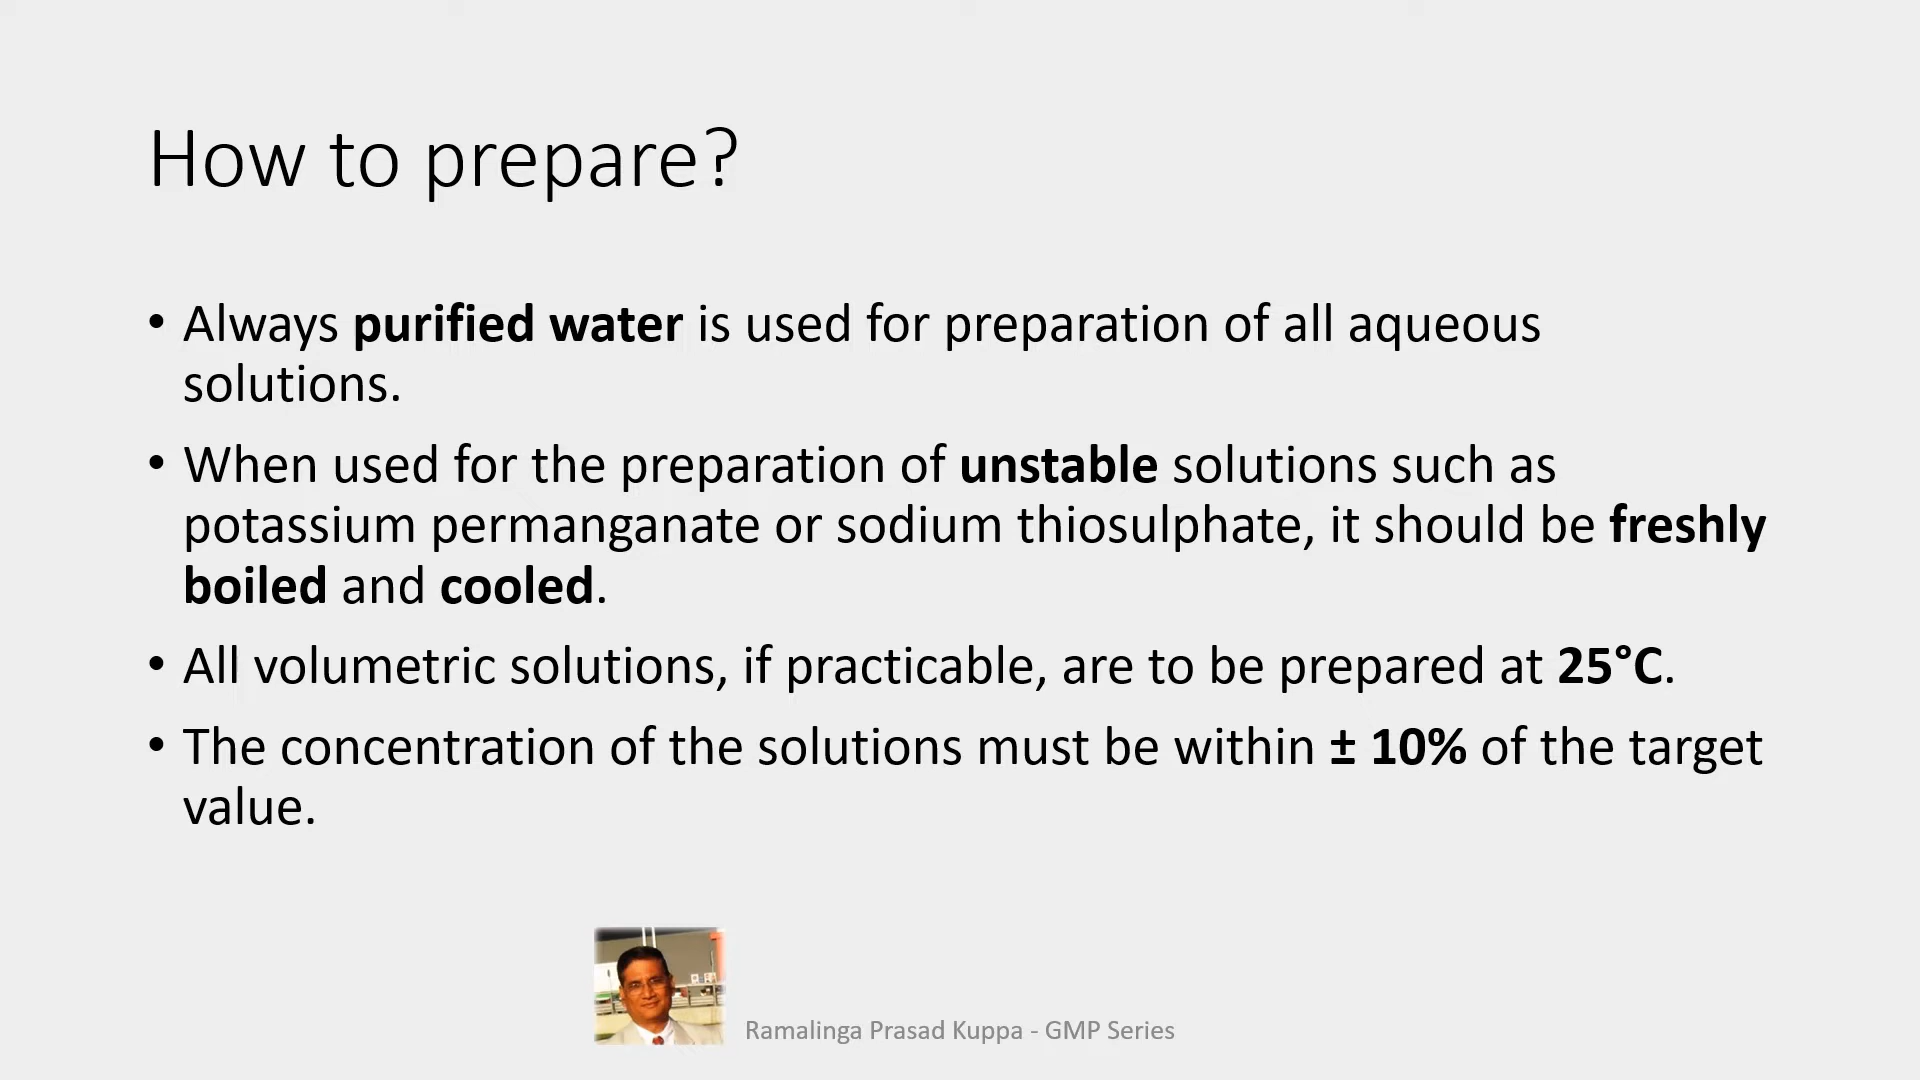 How to prepare?
• Always purified water is used for preparation of all aqueous
solutions.
• When used for the preparation of unstable solutions such as
potassium permanganate or sodium thiosulphate, it should be freshly
boiled and cooled.
• All volumetric solutions, if practicable, are to be prepared at 25°C.
• The concentration of the solutions must be within ± 10% of the target
value.
Ramalinga Prasad Kuppa - GMP Series